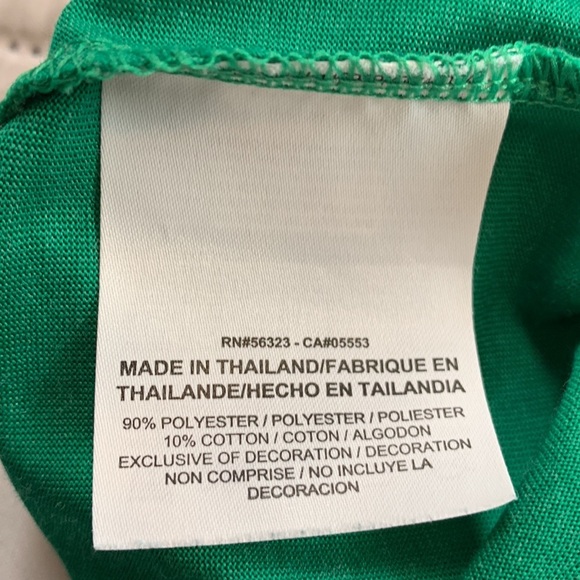 RN#56323 - CA#05553
MADE IN THAILAND/FABRIQUE EN
THAILANDE/HECHO EN TAILANDIA
90% POLYESTER / POLYESTER / POLIESTER
10% COTTON / COTON / ALGODON
EXCLUSIVE OF DECORATION / DECORATION
NON COMPRISE / NO INCLUYE LA
DECORACION